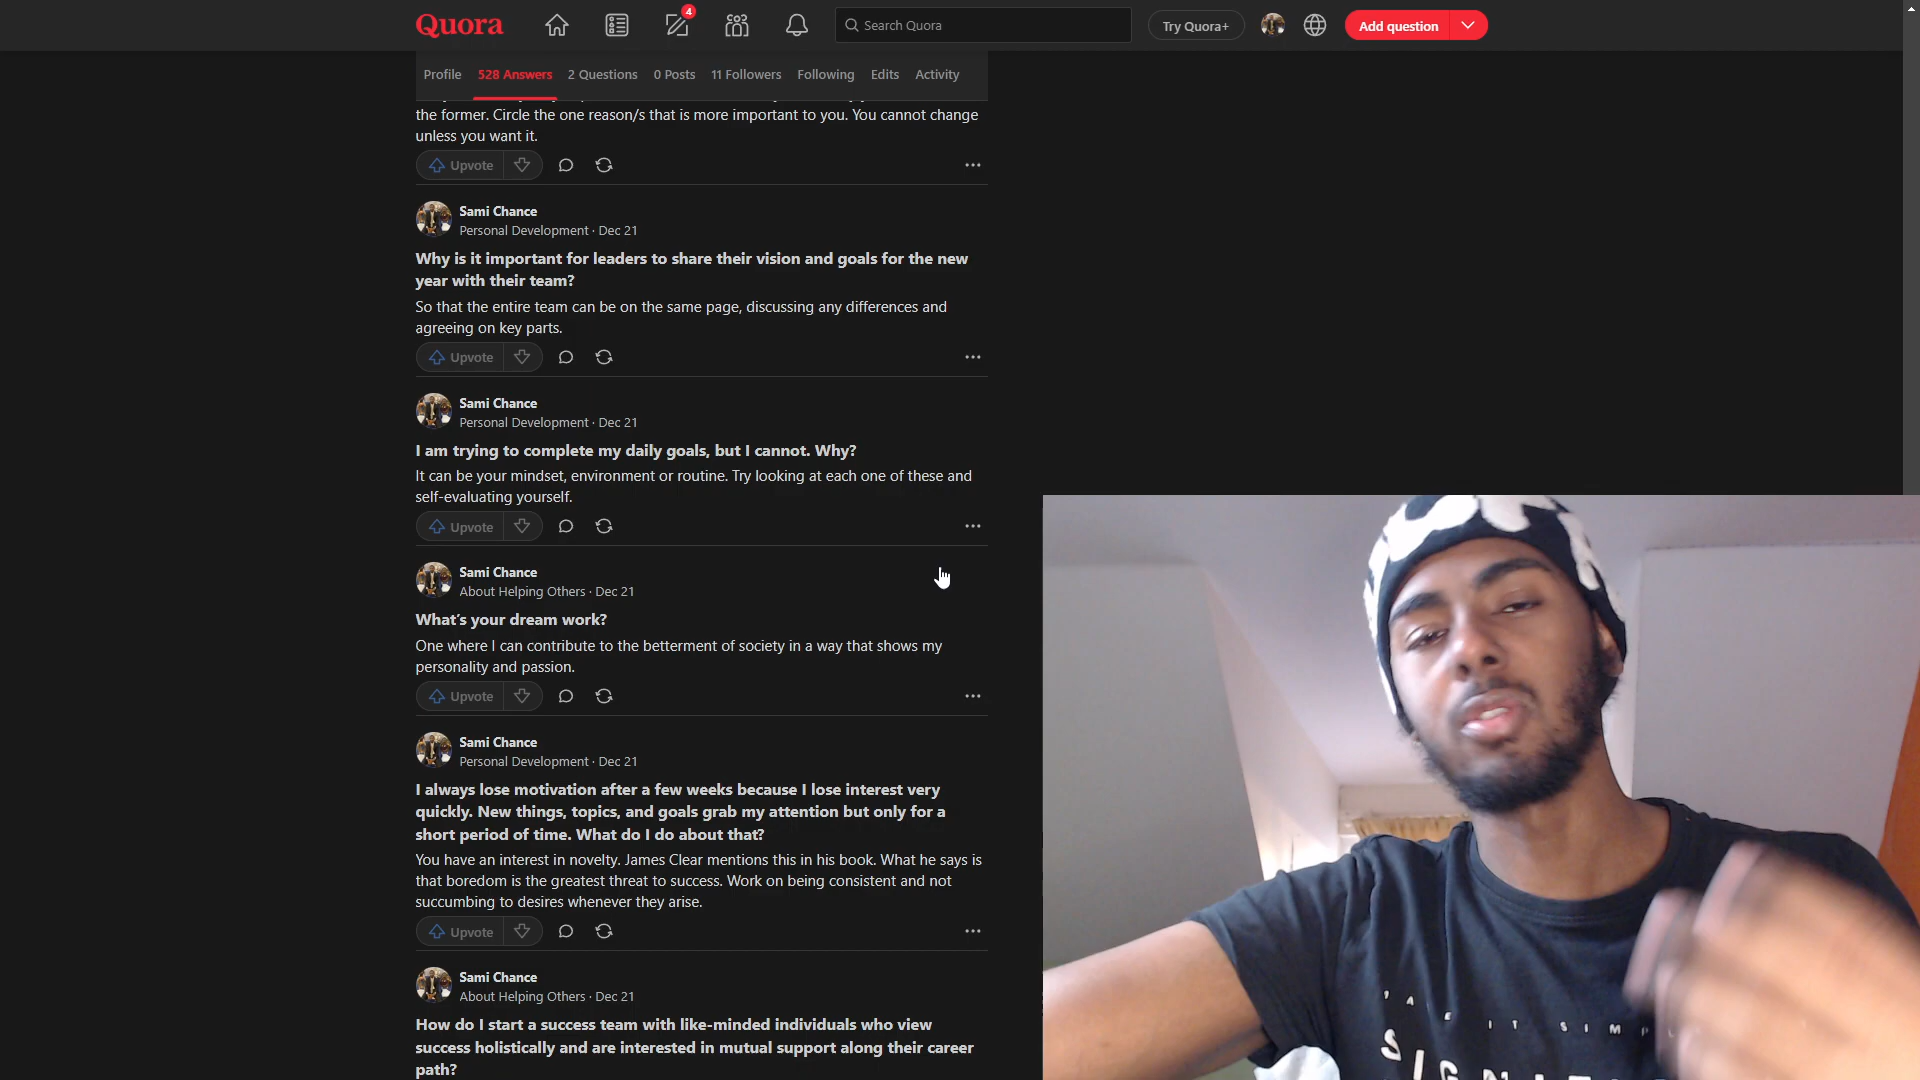 Quora
4
Search Quora
Try Quora+
Add question
Profile
528 Answers
2 Questions
0 Posts
11 Followers
Following
Edits
Activity
the former. Circle the one reason/s that is more important to you. You cannot change
unless you want it.
Upvote
Sami Chance
Personal Development · Dec 21
Why is it important for leaders to share their vision and goals for the new
year with their team?
So that the entire team can be on the same page, discussing any differences and
agreeing on key parts.
Upvote
Sami Chance
Personal Development · Dec 21
I am trying to complete my daily goals, but I cannot. Why?
It can be your mindset, environment or routine. Try looking at each one of these and
self-evaluating yourself.
Upvote
Sami Chance
About Helping Others · Dec 21
What's your dream work?
One where I can contribute to the betterment of society in a way that shows my
personality and passion.
Upvote
Sami Chance
Personal Development · Dec 21
I always lose motivation after a few weeks because I lose interest very
quickly. New things, topics, and goals grab my attention but only for a
short period of time. What do I do about that?
You have an interest in novelty. James Clear mentions this in his book. What he says is
that boredom is the greatest threat to success. Work on being consistent and not
succumbing to desires whenever they arise.
Upvote
Sami Chance
About Helping Others · Dec 21
How do I start a success team with like-minded individuals who view
success holistically and are interested in mutual support along their career
path?